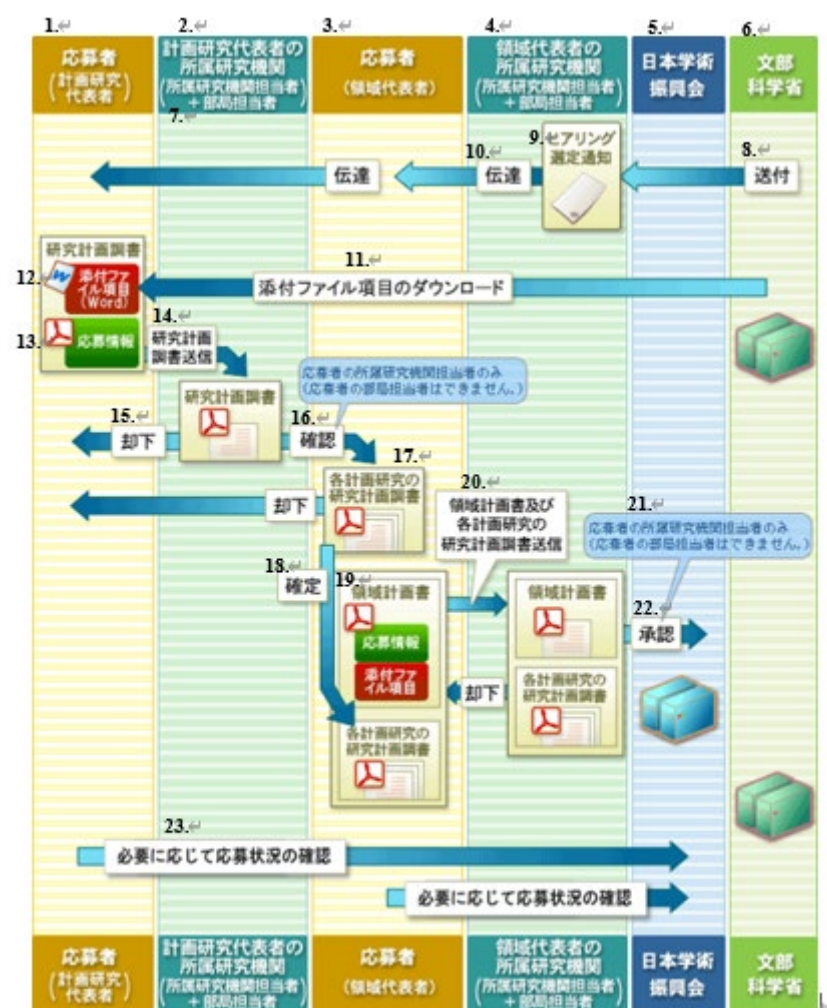 1.↵
2.↵
3.↵
4.↵
5.↵
6.↵
応募者
(計画研究
代表者)
計画研究代表者の
所属研究機関
(所属研究機関担当者
+部局担当者)
応募者
(領域代表者)
領域代表者の
所属研究機関
(所属研究機関担当者
+部局担当者)
日本学術
振興会
文部
科学省
7.↵
8.↵
9.
ヒアリング
選定通知
10.↵
伝達
伝達
送付
研究計画調書
11.↵
12.
添付ファ
イル項目
(Word)
添付ファイル項目のダウンロード
13.
応募情報
14.↵
研究計画
調書送信
応募者の所属研究機関担当者のみ
(応募者の部局担当者はできません。)
研究計画調書
15.↵
却下
16.↵
確認
17.↵
各計画研究の
研究計画調書
却下
20.↵
領域計画書及び
各計画研究の
研究計画調書送信
21.↵
応募者の所属研究機関担当者のみ
(応募者の部局担当者はできません。)
18.↵
確定
19.↵
領域計画書
応募情報
添付ファ
イル項目
領域計画書
22.↵
承認
各計画研究の
研究計画調書
却下
各計画研究の
研究計画調書
23.↵
必要に応じて応募状況の確認
必要に応じて応募状況の確認
応募者
(計画研究
代表者)
計画研究代表者の
所属研究機関
(所属研究機関担当者
+部局担当者)
応募者
(領域代表者)
領域代表者の
所属研究機関
(所属研究機関担当者
+部局担当者)
日本学術
振興会
文部
科学省